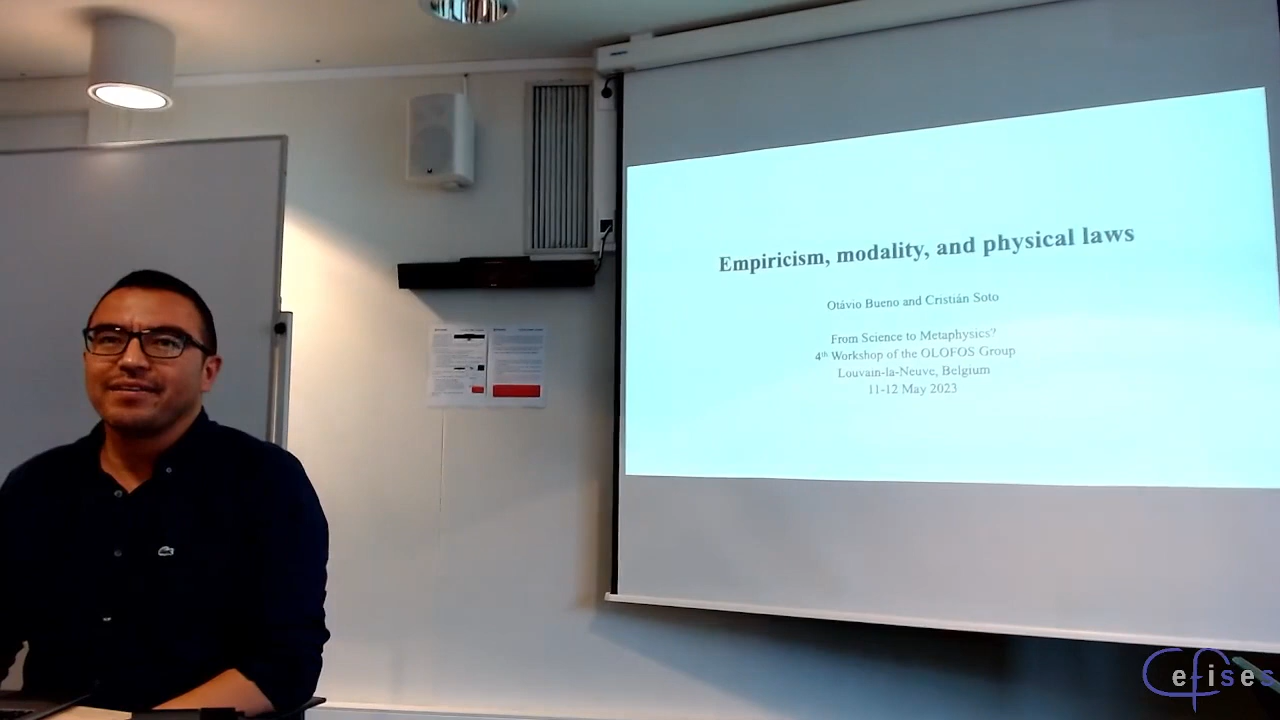 Empiricism, modality, and physical laws
Otávio Bueno and Cristián Soto
From Science to Metaphysics?
4th Workshop of the OLOFOS Group
Louvain-la-Neuve, Belgium
11-12 May 2023
efises